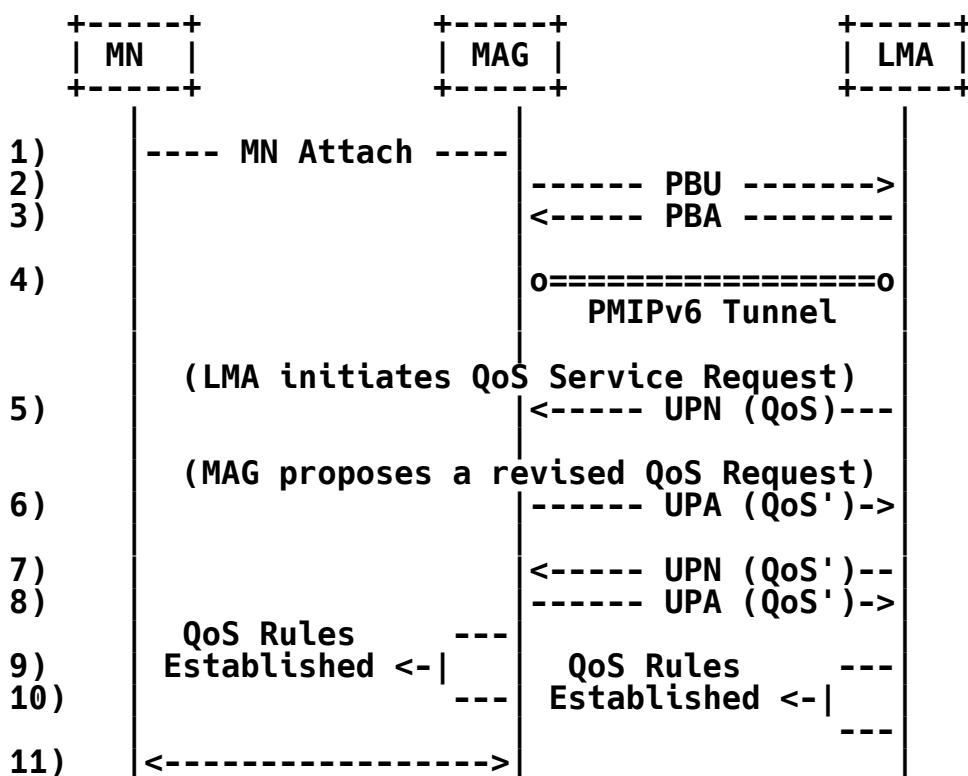 +-----+            +-----+              +-----+
| MN  |            | MAG |              | LMA |
+-----+            +-----+              +-----+
1) |---- MN Attach ----|
2) |------ PBU ------->|
3) |<----- PBA --------|
4) |o=================o|
PMIPv6 Tunnel
(LMA initiates QoS Service Request)
5) |<----- UPN (QoS)---|
(MAG proposes a revised QoS Request)
6) |------ UPA (QoS')->|
7) |<----- UPN (QoS')--|
8) |------ UPA (QoS')->|
QoS Rules ---|
9) Established <-| QoS Rules ---|
10) ---| Established <-|
---|
11) |<----------------->|